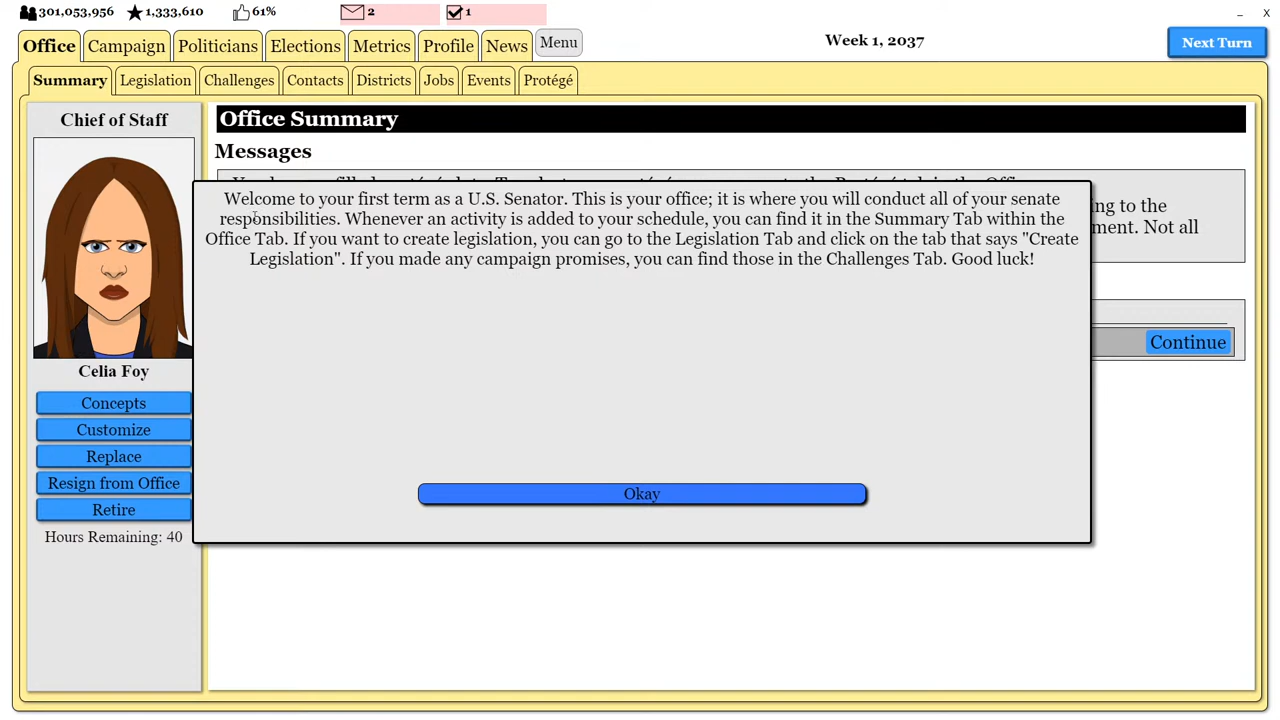 301,053,956 1,333,610 61% 2 1 _ X
Office Campaign Politicians Elections Metrics Profile News Menu Week 1, 2037 Next Turn
Summary Legislation Challenges Contacts Districts Jobs Events Protégé
Chief of Staff
Office Summary
Messages
Welcome to your first term as a U.S. Senator. This is your office; it is where you will conduct all of your senate
responsibilities. Whenever an activity is added to your schedule, you can find it in the Summary Tab within the
Office Tab. If you want to create legislation, you can go to the Legislation Tab and click on the tab that says "Create
Legislation". If you made any campaign promises, you can find those in the Challenges Tab. Good luck!
ing to the
ment. Not all
Continue
Celia Foy
Concepts
Customize
Replace
Resign from Office
Retire
Hours Remaining: 40
Okay